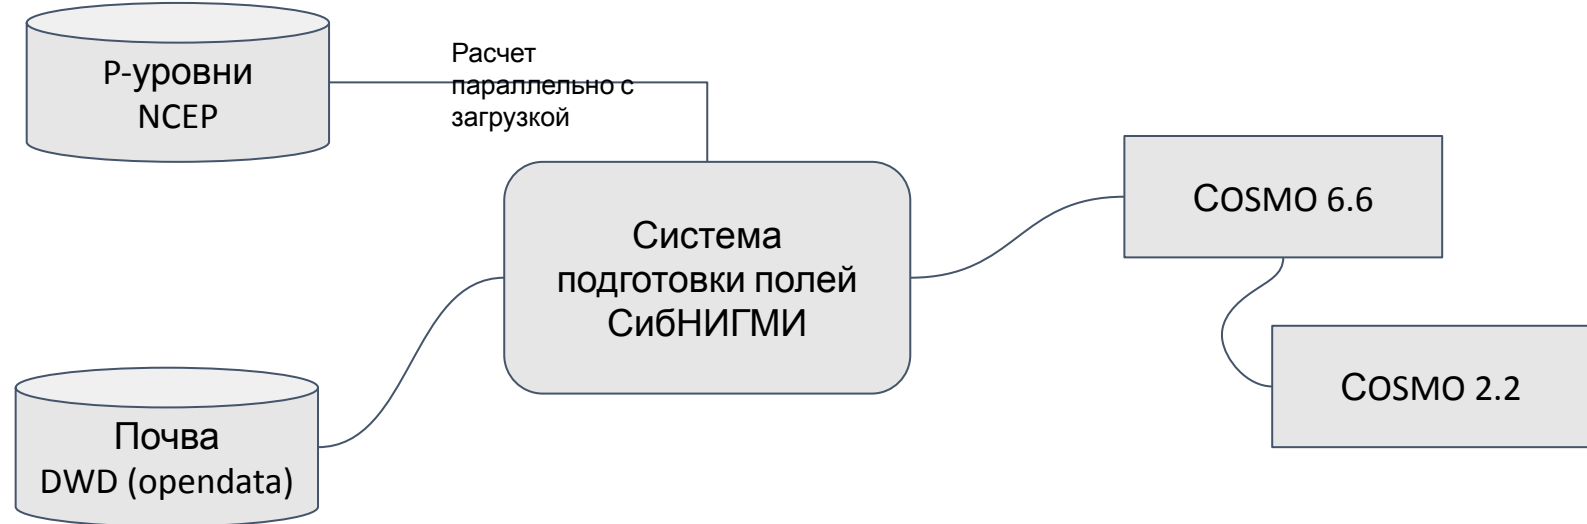 P-уровни
NCEP
Расчет
параллельно с
загрузкой
Система
подготовки полей
СибНИГМИ
COSMO 6.6
COSMO 2.2
Почва
DWD (opendata)